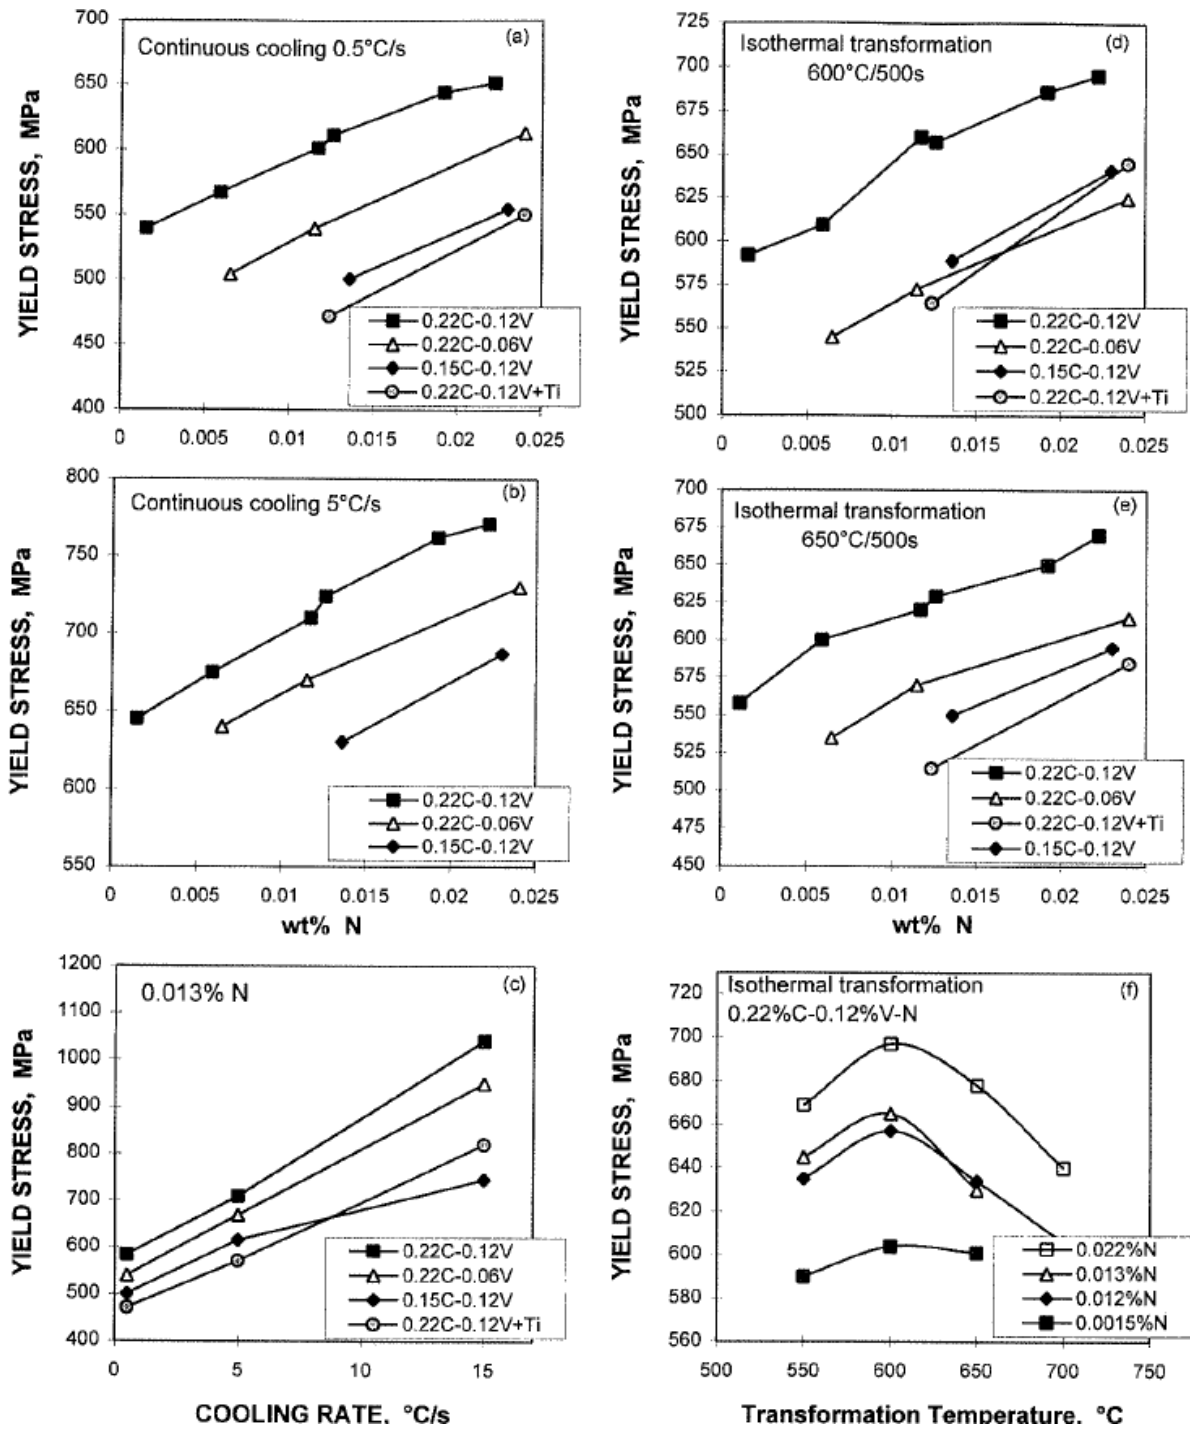 (a)
Continuous cooling 0.5°C/s
YIELD STRESS, MPa
700
650
600
550
500
450
400
0 0.005 0.01 0.015 0.02 0.025
0.22C-0.12V
0.22C-0.06V
0.15C-0.12V
0.22C-0.12V+Ti
(d)
Isothermal transformation
600°C/500s
YIELD STRESS, MPa
725
700
675
650
625
600
575
550
525
500
0 0.005 0.01 0.015 0.02 0.025
0.22C-0.12V
0.22C-0.06V
0.15C-0.12V
0.22C-0.12V+Ti
(b)
Continuous cooling 5°C/s
YIELD STRESS, MPa
800
750
700
650
600
550
0.22C-0.12V
0.22C-0.06V
0.15C-0.12V
0 0.005 0.01 0.015 0.02 0.025
wt% N
(e)
Isothermal transformation
650°C/500s
YIELD STRESS, MPa
700
675
650
625
600
575
550
525
500
475
450
0.22C-0.12V
0.22C-0.06V
0.22C-0.12V+Ti
0.15C-0.12V
0 0.005 0.01 0.015 0.02 0.025
wt% N
(c)
0.013% N
YIELD STRESS, MPa
1200
1100
1000
900
800
700
600
500
400
0.22C-0.12V
0.22C-0.06V
0.15C-0.12V
0.22C-0.12V+Ti
0 5 10 15
COOLING RATE, °C/s
(f)
Isothermal transformation
0.22%C-0.12%V-N
YIELD STRESS, MPa
720
700
680
660
640
620
600
580
560
0.022%N
0.013%N
0.012%N
0.0015%N
500 550 600 650 700 750
Transformation Temperature, °C